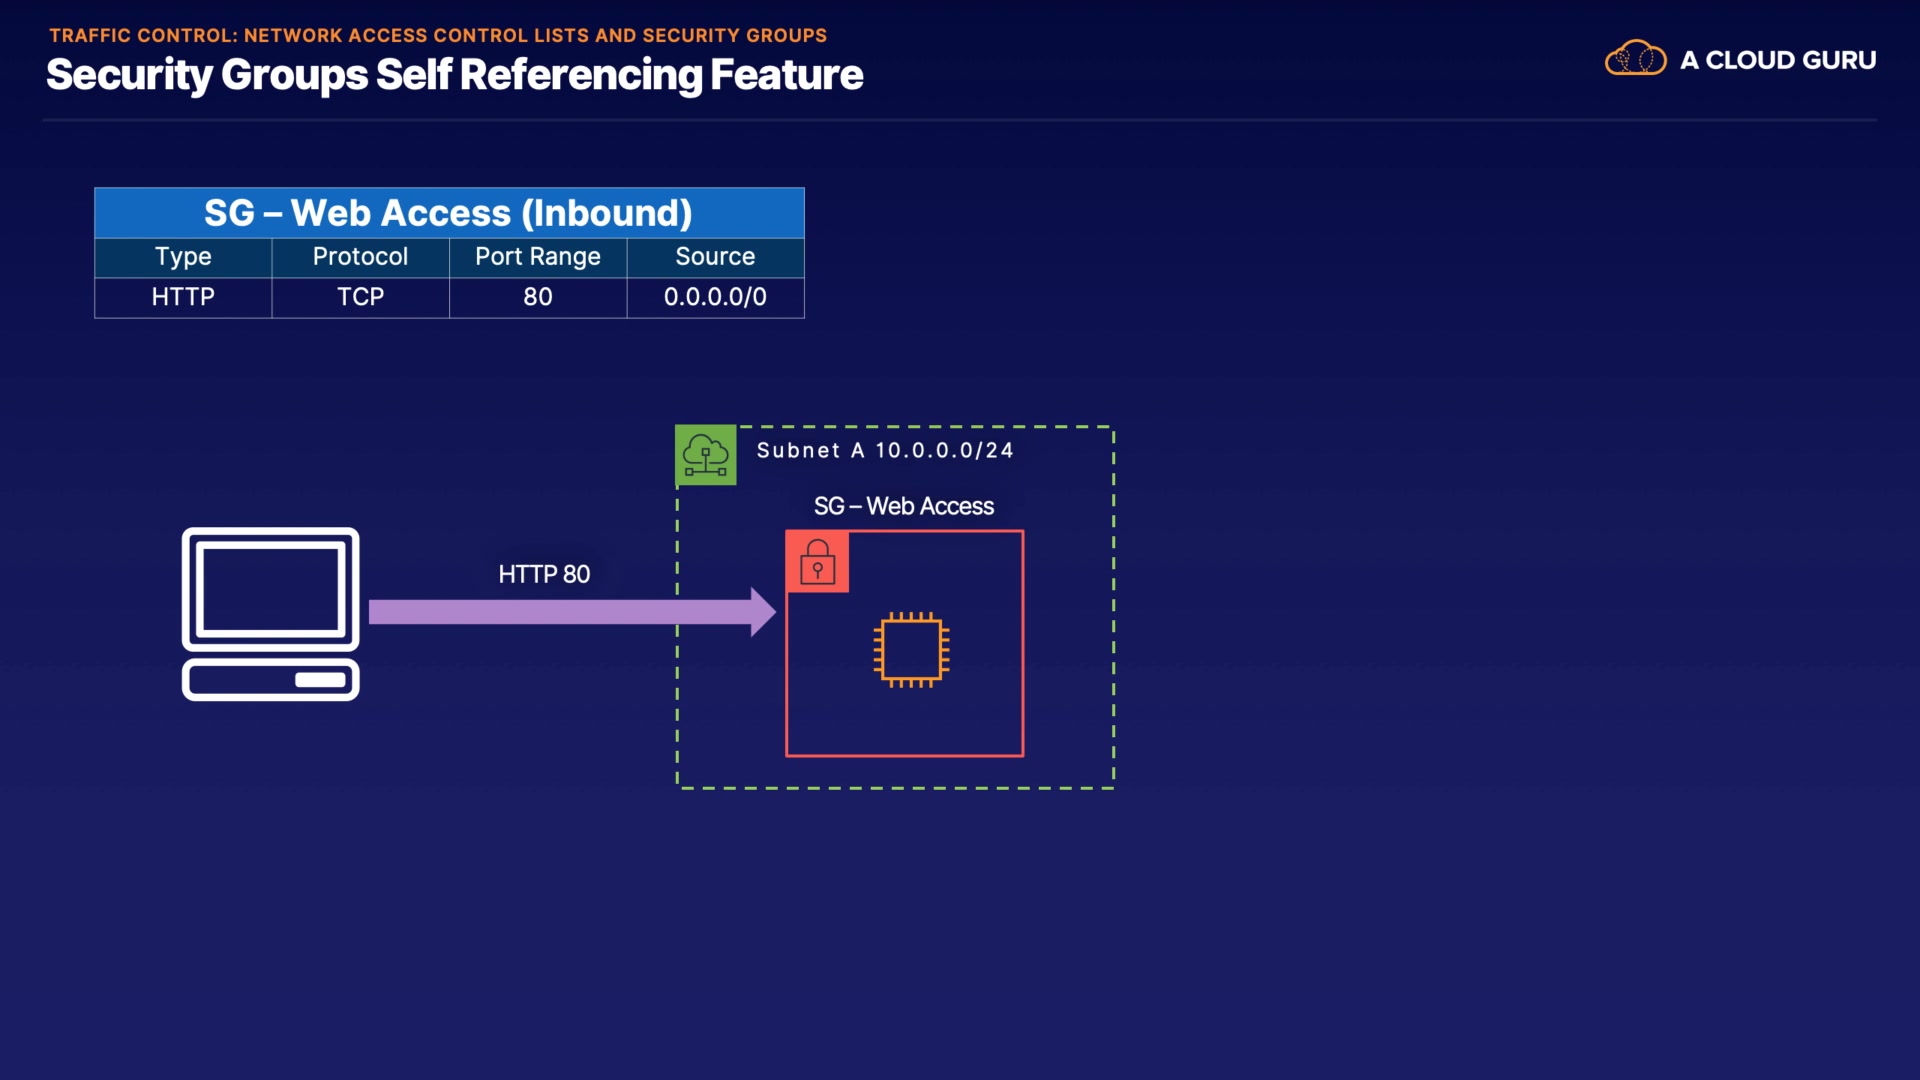 TRAFFIC CONTROL: NETWORK ACCESS CONTROL LISTS AND SECURITY GROUPS
Security Groups Self Referencing Feature
A CLOUD GURU
SG – Web Access (Inbound)
Type Protocol Port Range Source
HTTP TCP 80 0.0.0.0/0
Subnet A 10.0.0.0/24
SG – Web Access
HTTP 80